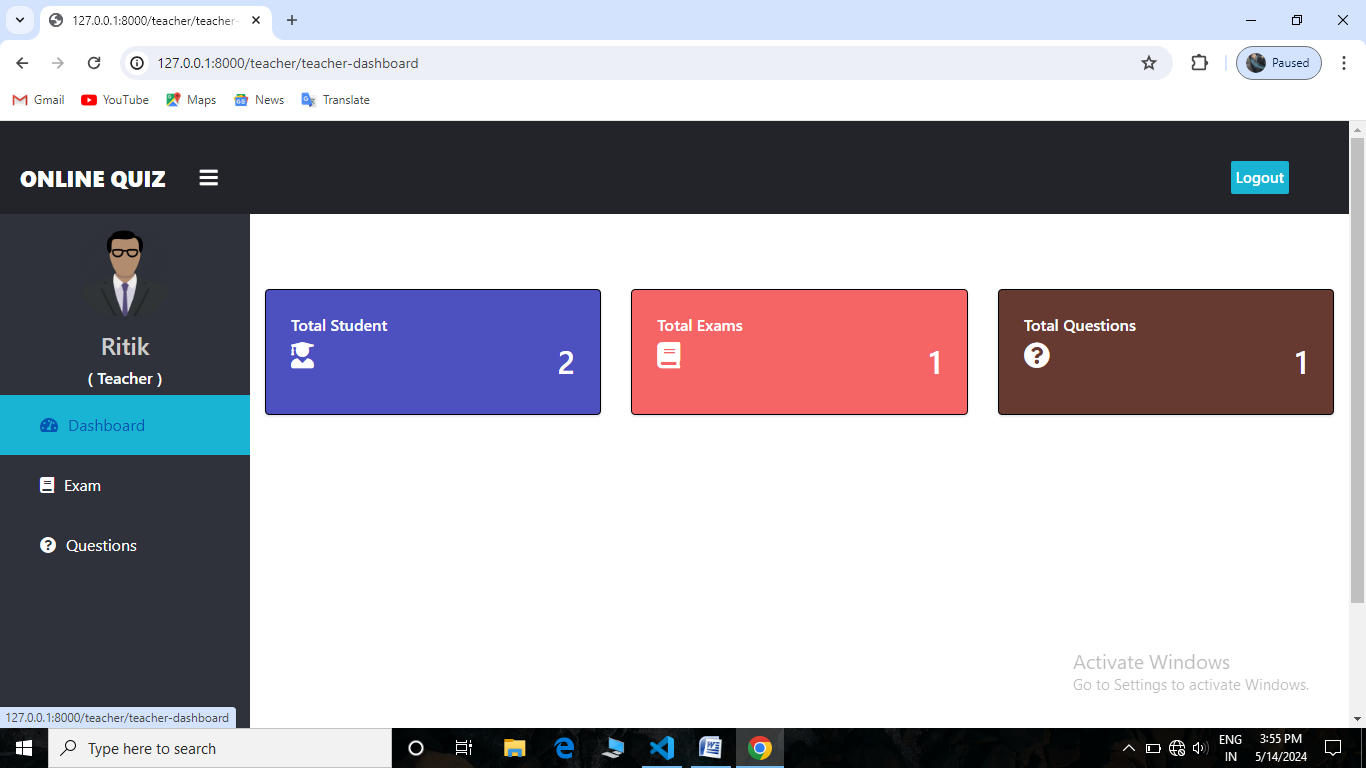 127.0.0.1:8000/teacher/teacher-
127.0.0.1:8000/teacher/teacher-dashboard
Paused
Gmail YouTube Maps News Translate
ONLINE QUIZ
Logout
Ritik
( Teacher )
Dashboard
Exam
Questions
Total Student
2
Total Exams
1
Total Questions
1
Activate Windows
Go to Settings to activate Windows.
127.0.0.1:8000/teacher/teacher-dashboard
Type here to search
ENG
IN
3:55 PM
5/14/2024